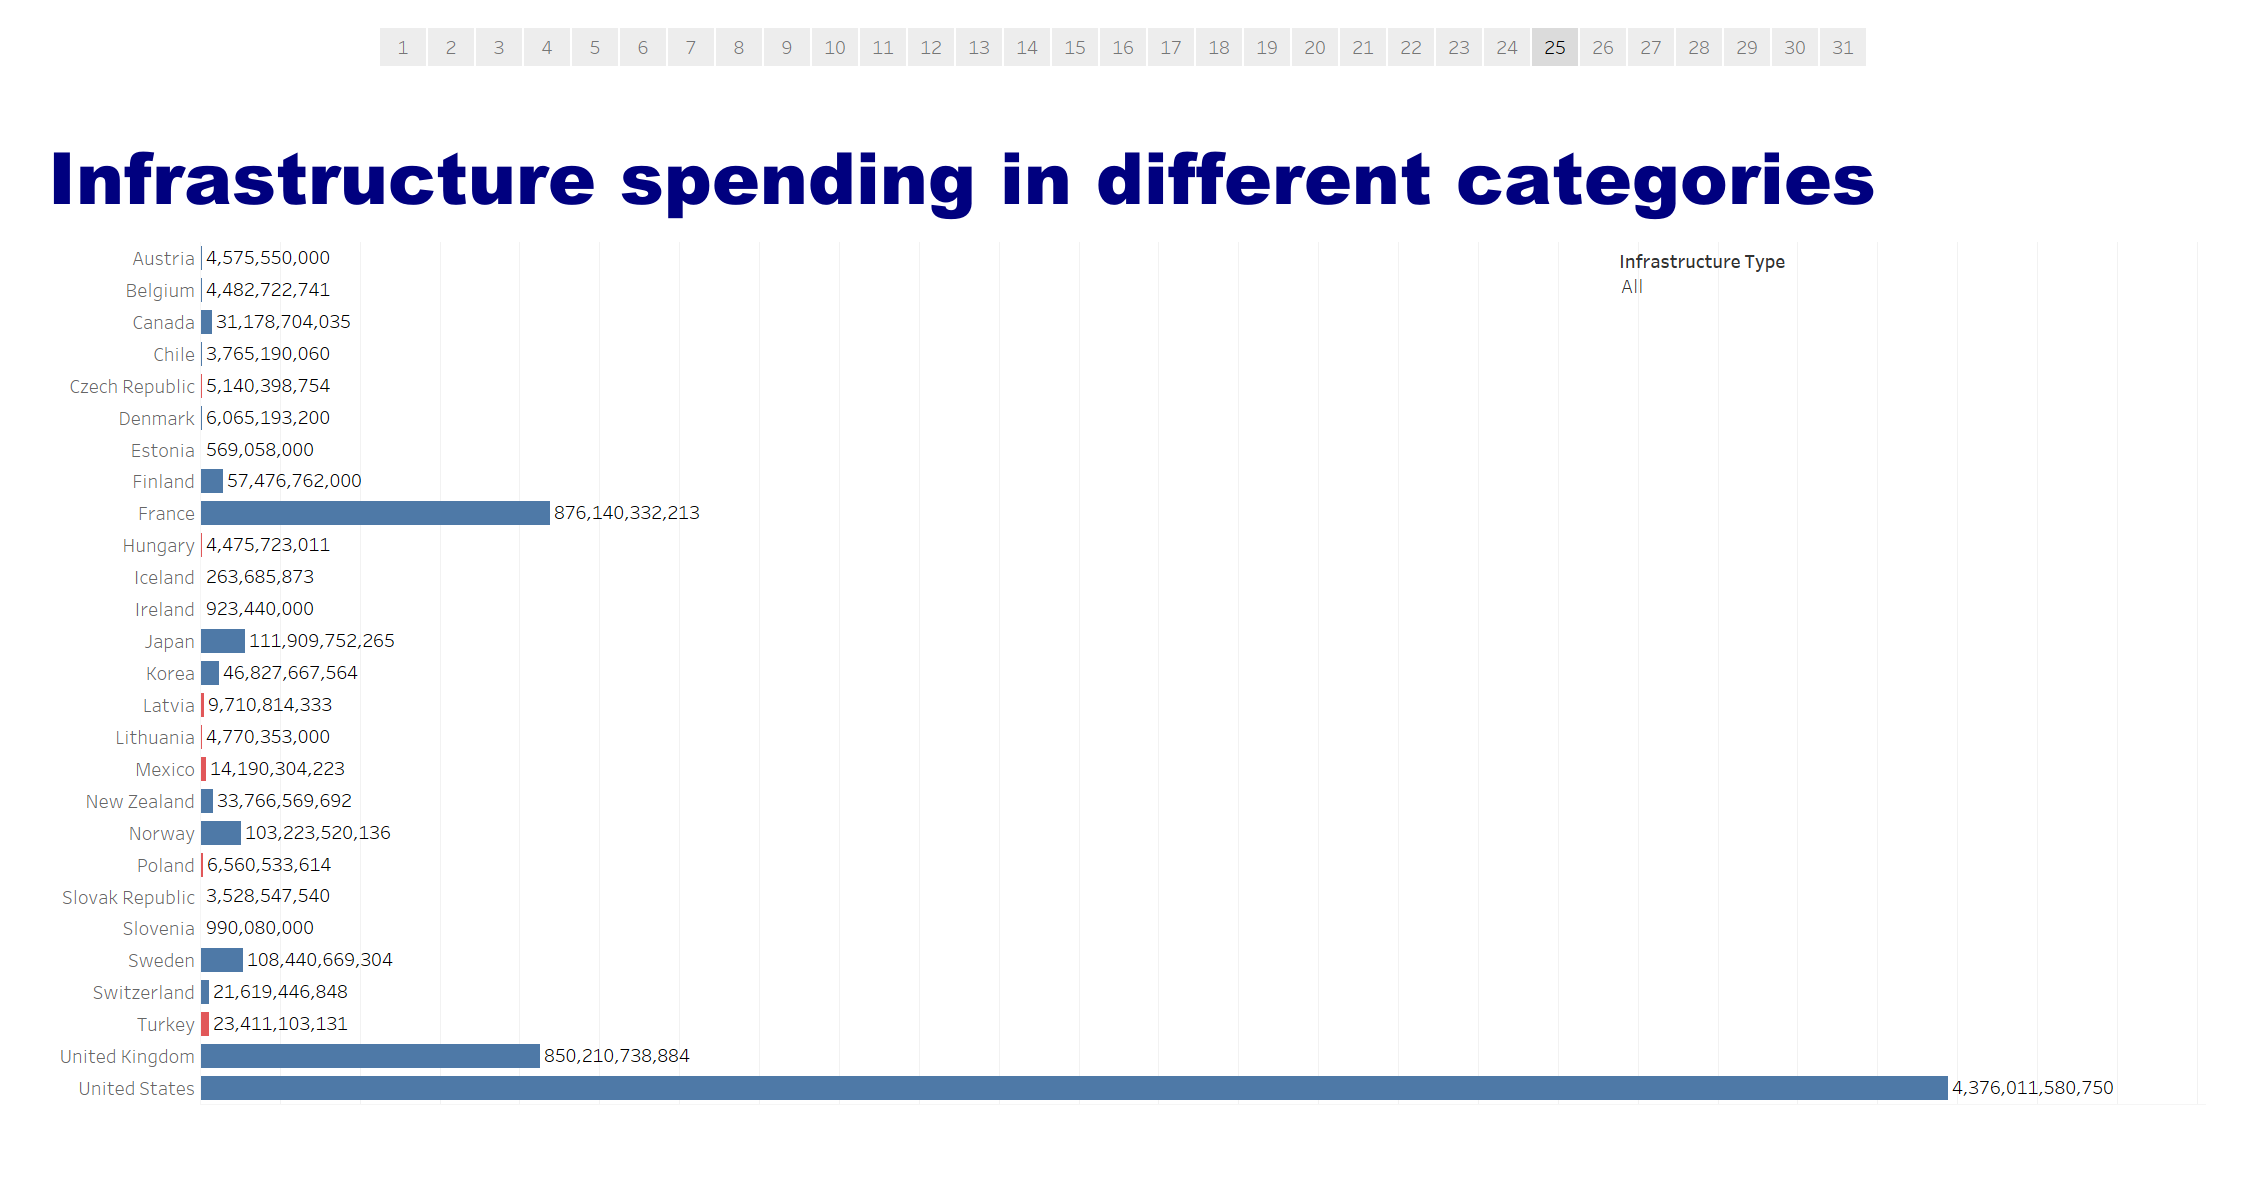 1 2 3 4 5 6 7 8 9 10 11 12 13 14 15 16 17 18 19 20 21 22 23 24 25 26 27 28 29 30 31
Infrastructure spending in different categories
Infrastructure Type
All
Austria 4,575,550,000
Belgium 4,482,722,741
Canada 31,178,704,035
Chile 3,765,190,060
Czech Republic 5,140,398,754
Denmark 6,065,193,200
Estonia 569,058,000
Finland 57,476,762,000
France 876,140,332,213
Hungary 4,475,723,011
Iceland 263,685,873
Ireland 923,440,000
Japan 111,909,752,265
Korea 46,827,667,564
Latvia 9,710,814,333
Lithuania 4,770,353,000
Mexico 14,190,304,223
New Zealand 33,766,569,692
Norway 103,223,520,136
Poland 6,560,533,614
Slovak Republic 3,528,547,540
Slovenia 990,080,000
Sweden 108,440,669,304
Switzerland 21,619,446,848
Turkey 23,411,103,131
United Kingdom 850,210,738,884
United States 4,376,011,580,750